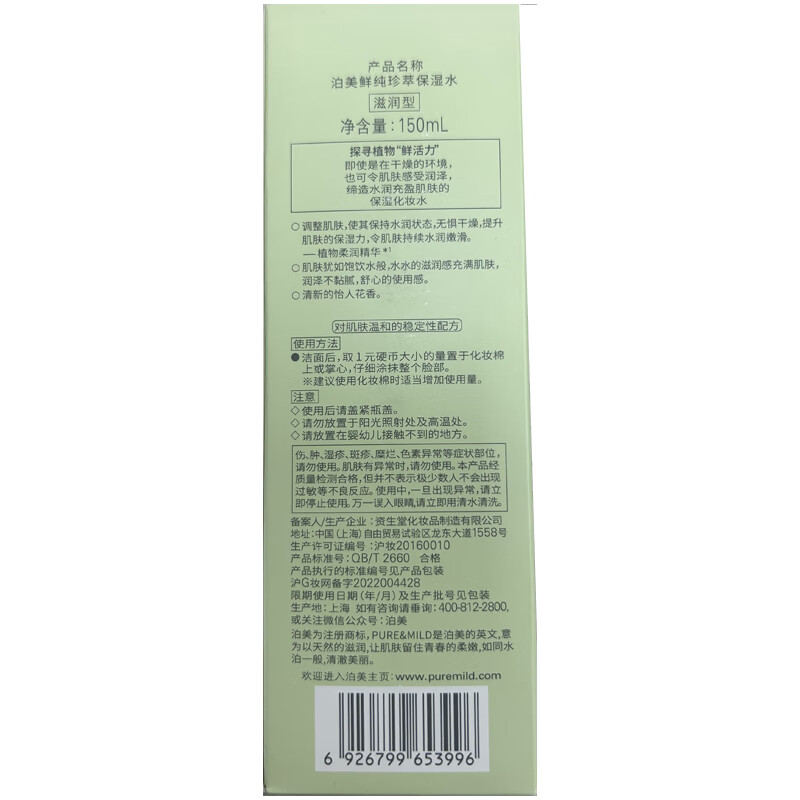 产品名称
泊美鲜纯珍萃保湿水
滋润型
净含量：150mL
探寻植物“鲜活力”
即使是在干燥的环境，
也可令肌肤感受润泽，
缔造水润充盈肌肤的
保湿化妆水
○调整肌肤，使其保持水润状态，无惧干燥，提升
肌肤的保湿力，令肌肤持续水润嫩滑。
—植物柔润精华*1
○肌肤犹如饱饮水般，水水的滋润感充满肌肤，
润泽不黏腻，舒心的使用感。
○清新的怡人花香。
对肌肤温和的稳定性配方
使用方法
●洁面后，取1元硬币大小的量置于化妆棉
上或掌心，仔细涂抹整个脸部。
※建议使用化妆棉时适当增加使用量。
注意
◇使用后请盖紧瓶盖。
◇请勿放置于阳光照射处及高温处。
◇请放置在婴幼儿接触不到的地方。
伤、肿、湿疹、斑疹、糜烂、色素异常等症状部位，
请勿使用。肌肤有异常时，请勿使用。本产品经
质量检测合格，但并不表示极少数人不会出现
过敏等不良反应。使用中，一旦出现异常，请立
即停止使用。万一误入眼睛，请立即用清水清洗。
备案人/生产企业：资生堂化妆品制造有限公司
地址：中国（上海）自由贸易试验区龙东大道1558号
生产许可证编号：沪妆20160010
产品标准号：QB/T 2660 合格
产品执行的标准编号见产品包装
沪G妆网备字2022004428
限期使用日期（年/月）及生产批号见包装
生产地：上海 如有咨询请垂询：400-812-2800，
或关注微信公众号：泊美
泊美为注册商标，PURE&MILD是泊美的英文，意
为以天然的滋润，让肌肤留住青春的柔嫩，如同水
泊一般，清澈美丽。
欢迎进入泊美主页：www.puremild.com
6 926799 653996